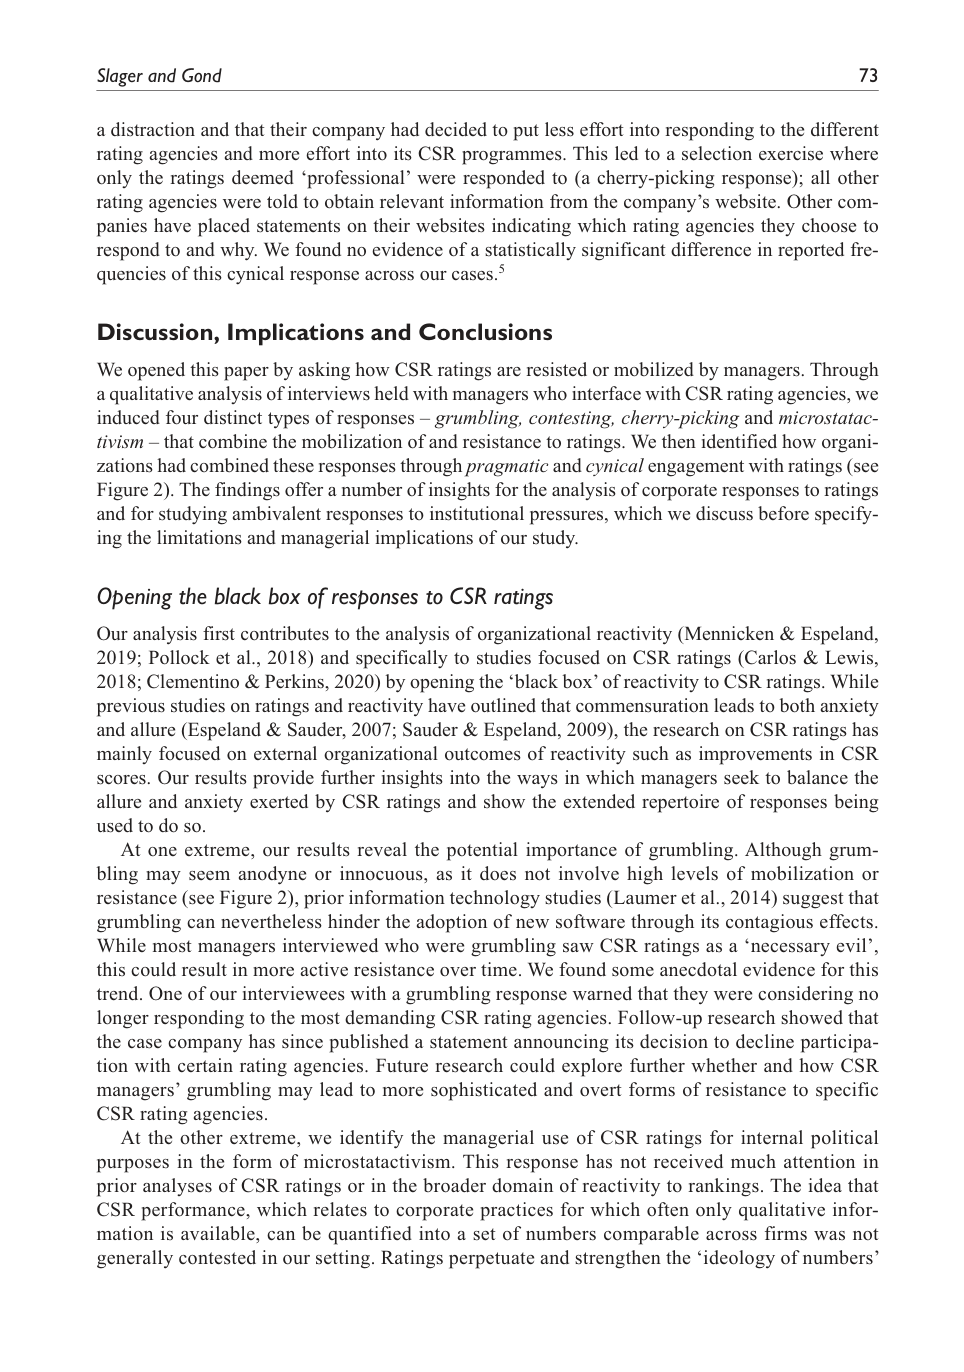 Slager and Gond 73
a distraction and that their company had decided to put less effort into responding to the different
rating agencies and more effort into its CSR programmes. This led to a selection exercise where
only the ratings deemed ‘professional’ were responded to (a cherry-picking response); all other
rating agencies were told to obtain relevant information from the company’s website. Other com-
panies have placed statements on their websites indicating which rating agencies they choose to
respond to and why. We found no evidence of a statistically significant difference in reported fre-
quencies of this cynical response across our cases.5
Discussion, Implications and Conclusions
We opened this paper by asking how CSR ratings are resisted or mobilized by managers. Through
a qualitative analysis of interviews held with managers who interface with CSR rating agencies, we
induced four distinct types of responses – grumbling, contesting, cherry-picking and microstatac-
tivism – that combine the mobilization of and resistance to ratings. We then identified how organi-
zations had combined these responses through pragmatic and cynical engagement with ratings (see
Figure 2). The findings offer a number of insights for the analysis of corporate responses to ratings
and for studying ambivalent responses to institutional pressures, which we discuss before specify-
ing the limitations and managerial implications of our study.
Opening the black box of responses to CSR ratings
Our analysis first contributes to the analysis of organizational reactivity (Mennicken & Espeland,
2019; Pollock et al., 2018) and specifically to studies focused on CSR ratings (Carlos & Lewis,
2018; Clementino & Perkins, 2020) by opening the ‘black box’ of reactivity to CSR ratings. While
previous studies on ratings and reactivity have outlined that commensuration leads to both anxiety
and allure (Espeland & Sauder, 2007; Sauder & Espeland, 2009), the research on CSR ratings has
mainly focused on external organizational outcomes of reactivity such as improvements in CSR
scores. Our results provide further insights into the ways in which managers seek to balance the
allure and anxiety exerted by CSR ratings and show the extended repertoire of responses being
used to do so.
At one extreme, our results reveal the potential importance of grumbling. Although grum-
bling may seem anodyne or innocuous, as it does not involve high levels of mobilization or
resistance (see Figure 2), prior information technology studies (Laumer et al., 2014) suggest that
grumbling can nevertheless hinder the adoption of new software through its contagious effects.
While most managers interviewed who were grumbling saw CSR ratings as a ‘necessary evil’,
this could result in more active resistance over time. We found some anecdotal evidence for this
trend. One of our interviewees with a grumbling response warned that they were considering no
longer responding to the most demanding CSR rating agencies. Follow-up research showed that
the case company has since published a statement announcing its decision to decline participa-
tion with certain rating agencies. Future research could explore further whether and how CSR
managers’ grumbling may lead to more sophisticated and overt forms of resistance to specific
CSR rating agencies.
At the other extreme, we identify the managerial use of CSR ratings for internal political
purposes in the form of microstatactivism. This response has not received much attention in
prior analyses of CSR ratings or in the broader domain of reactivity to rankings. The idea that
CSR performance, which relates to corporate practices for which often only qualitative infor-
mation is available, can be quantified into a set of numbers comparable across firms was not
generally contested in our setting. Ratings perpetuate and strengthen the ‘ideology of numbers’